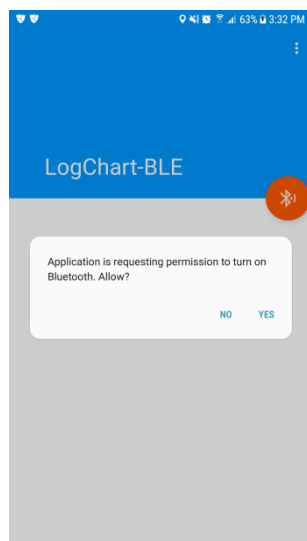 63% 3:32 PM
LogChart-BLE
Application is requesting permission to turn on
Bluetooth. Allow?
NO YES